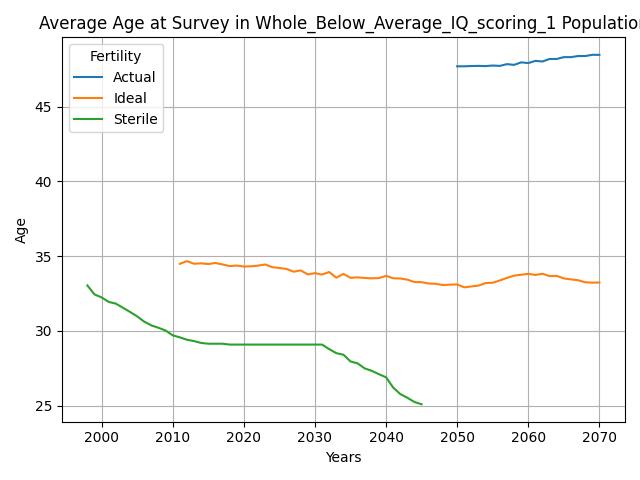 Average Age at Survey in Whole_Below_Average_IQ_scoring_1 Population
Fertility
Actual
Ideal
Sterile
45
40
35
30
25
Age
2000 2010 2020 2030 2040 2050 2060 2070
Years